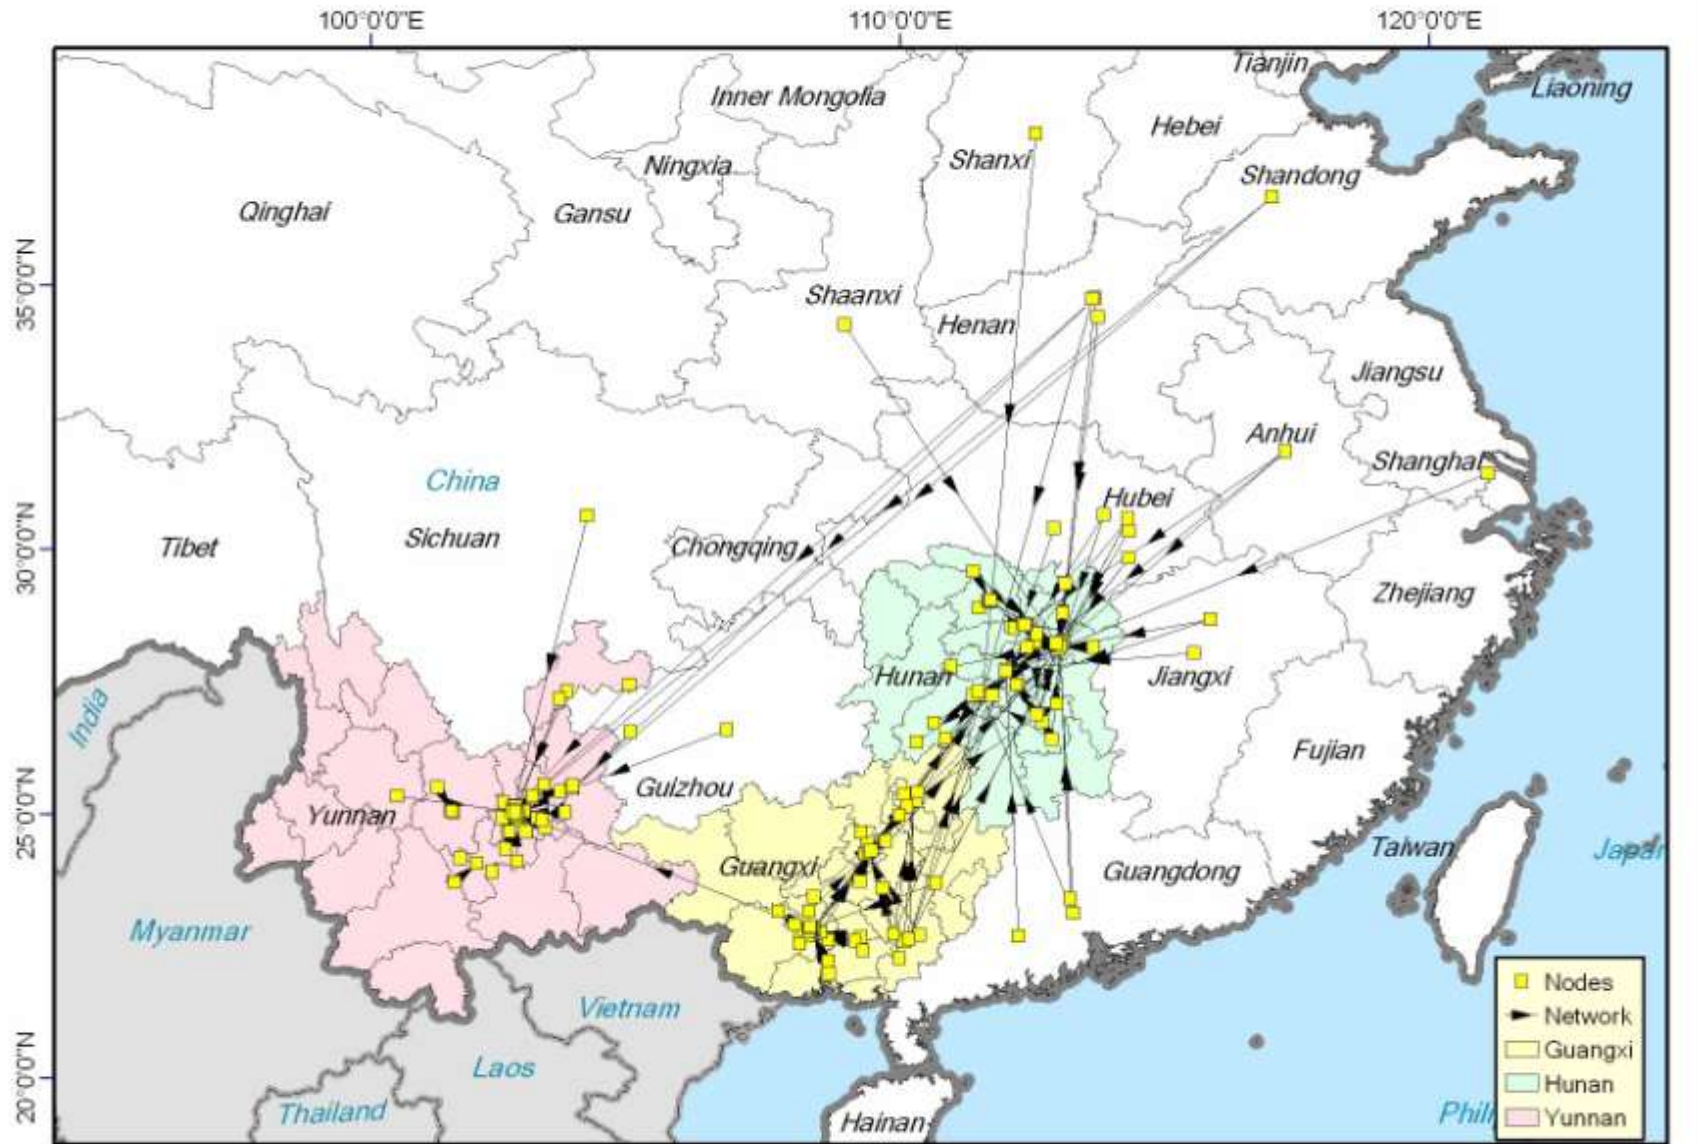 100°0'0"E
110°0'0"E
120°0'0"E
Tianjin
Liaoning
Inner Mongolia
Hebei
Shanxi
Ningxia
Shandong
Qinghai
Gansu
35°0'0"N
Shaanxi
Henan
Jiangsu
Anhui
Shanghai
China
Hubei
Sichuan
Tibet
Chongqing
30°0'0"N
Zhejiang
Hunan
Jiangxi
India
Fujian
Guizhou
Yunnan
25°0'0"N
Taiwan
Japan
Guangxi
Guangdong
Myanmar
Vietnam
Laos
20°0'0"N
Thailand
Hainan
Phili
Nodes
Network
Guangxi
Hunan
Yunnan